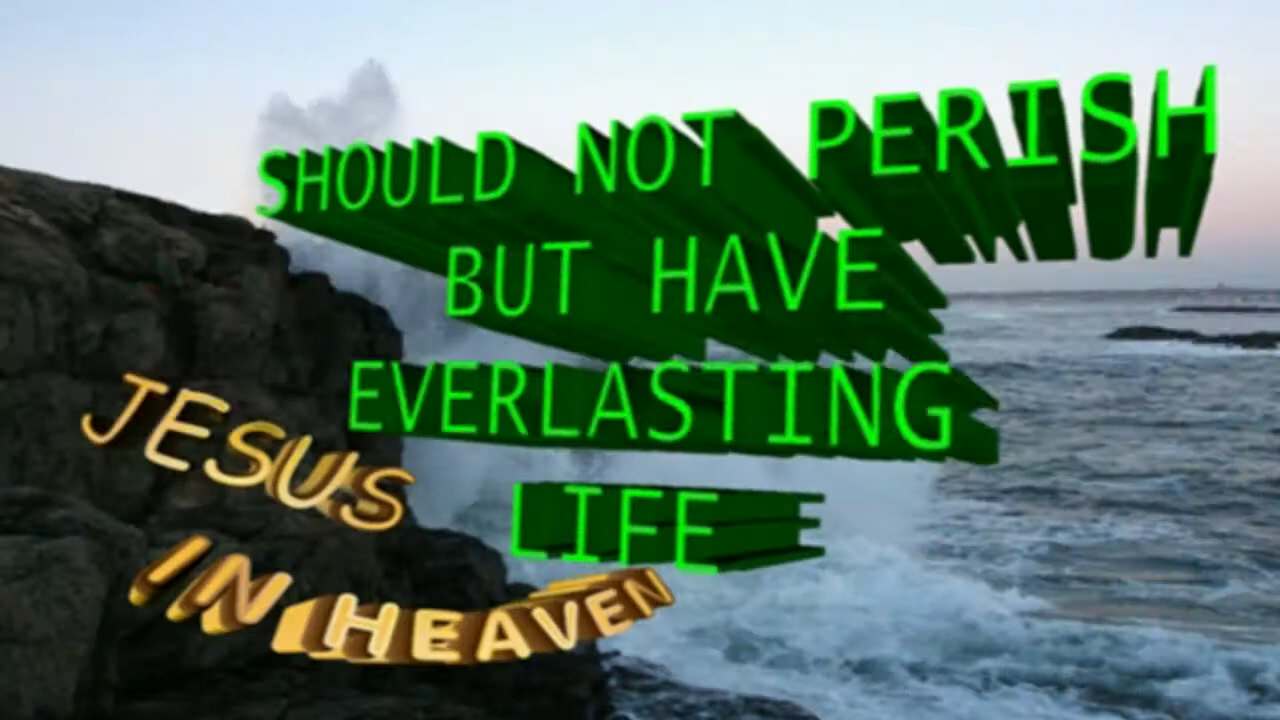 SHOULD NOT PERISH
BUT HAVE
EVERLASTING
LIFE
JESUS
IN HEAVEN